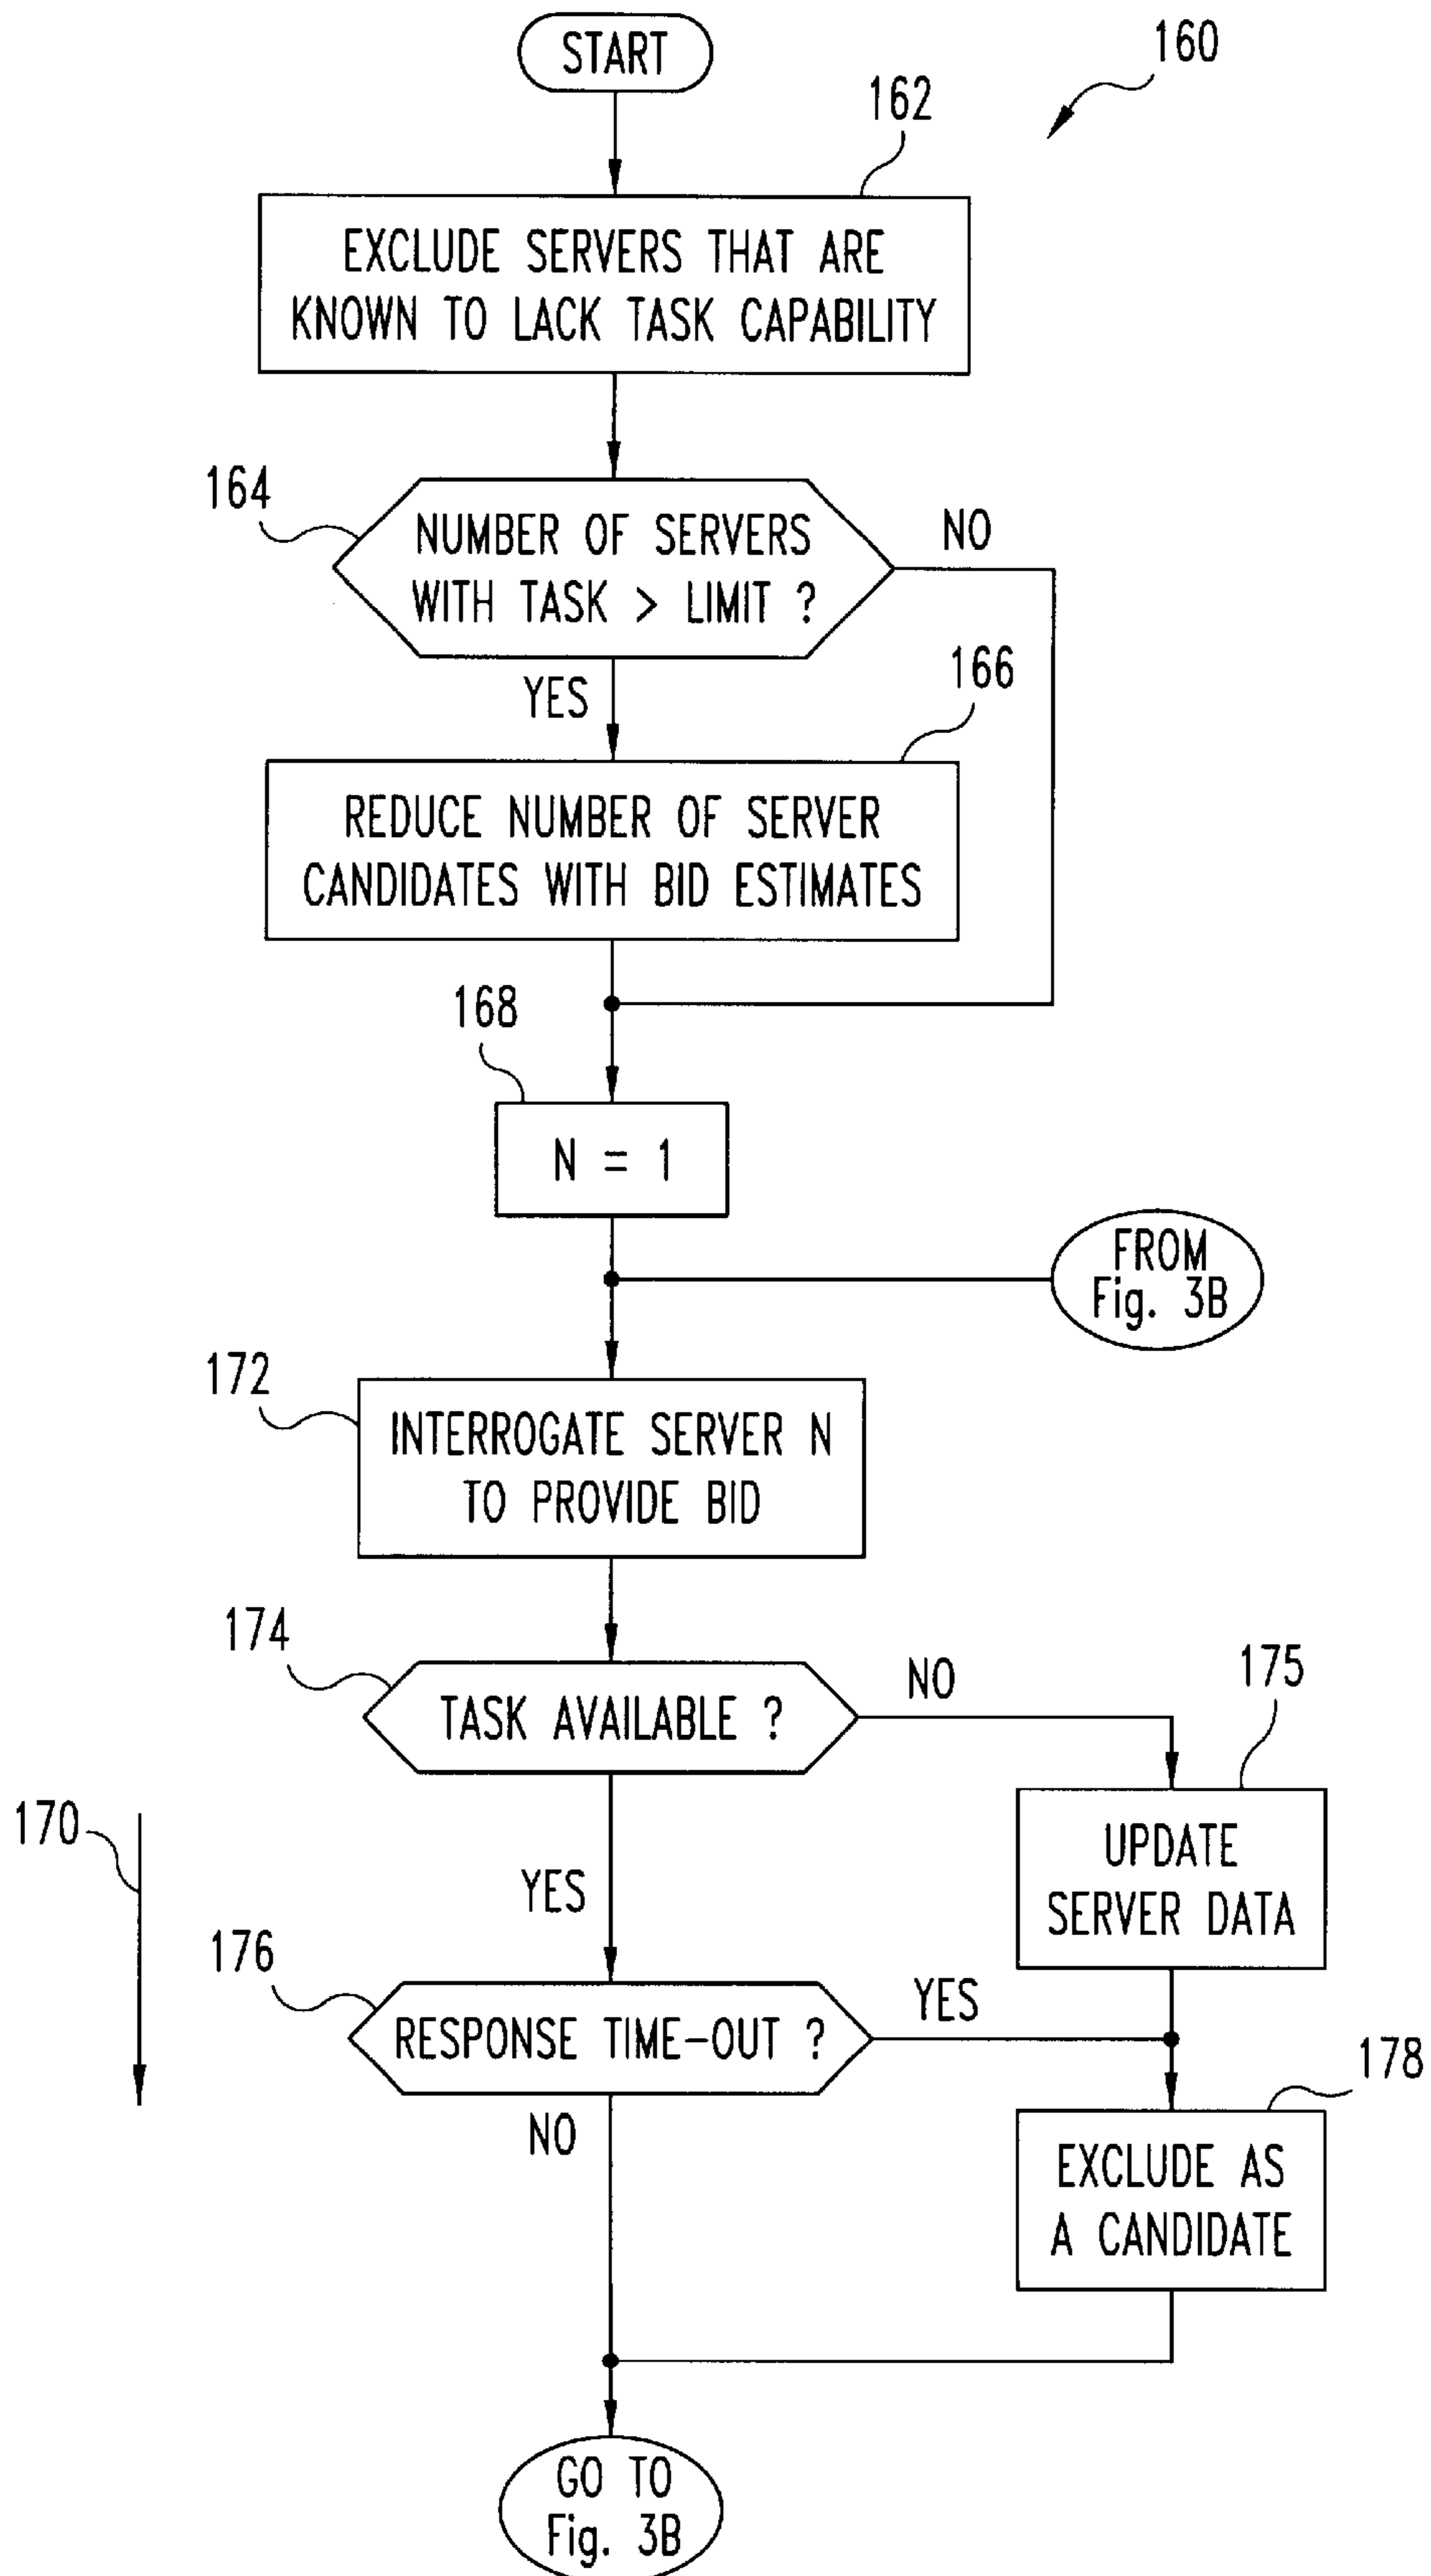 START
160
162
EXCLUDE SERVERS THAT ARE
KNOWN TO LACK TASK CAPABILITY
164
NUMBER OF SERVERS
WITH TASK > LIMIT ?
NO
YES
166
REDUCE NUMBER OF SERVER
CANDIDATES WITH BID ESTIMATES
168
N = 1
FROM
Fig. 3B
172
INTERROGATE SERVER N
TO PROVIDE BID
174
TASK AVAILABLE ?
NO
175
UPDATE
SERVER DATA
170
YES
176
RESPONSE TIME-OUT ?
YES
178
NO
EXCLUDE AS
A CANDIDATE
GO TO
Fig. 3B